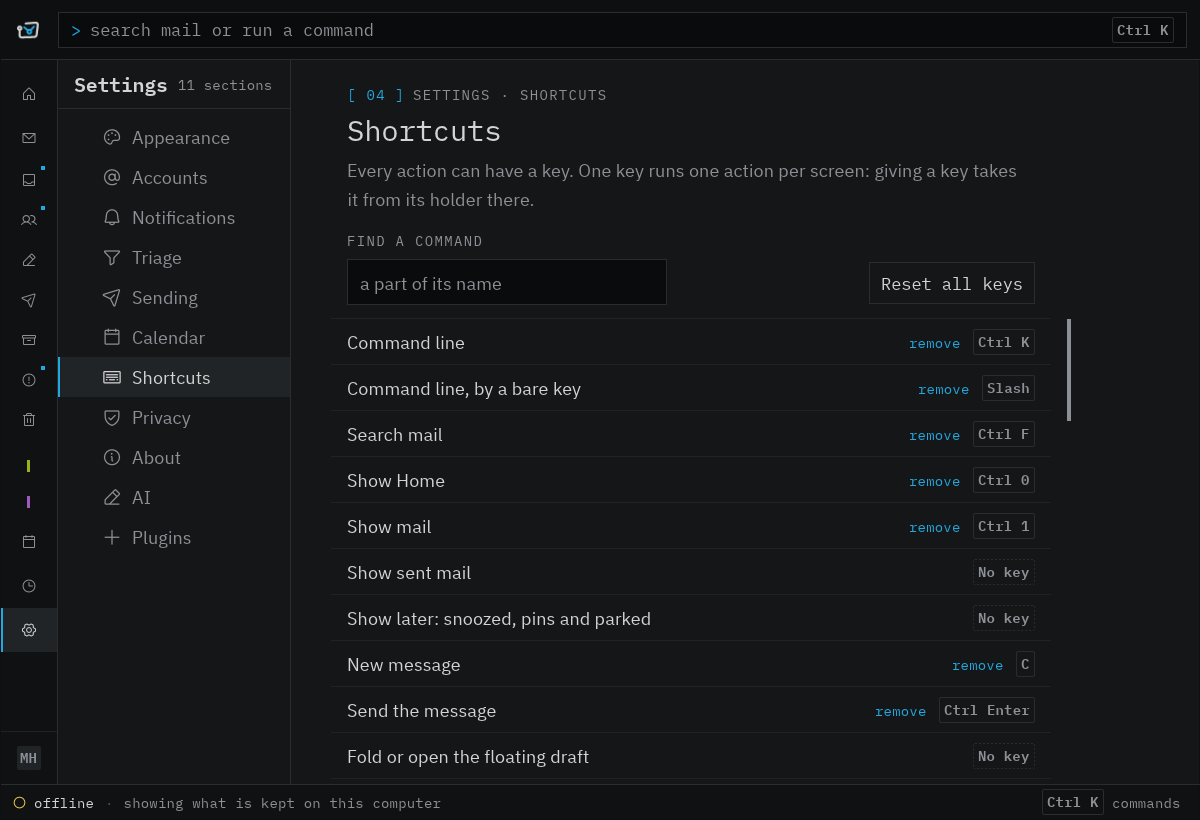 > search mail or run a command Ctrl K
Settings 11 sections
Appearance
Accounts
Notifications
Triage
Sending
Calendar
Shortcuts
Privacy
About
AI
Plugins
MH
[ 04 ] SETTINGS · SHORTCUTS
Shortcuts
Every action can have a key. One key runs one action per screen: giving a key takes
it from its holder there.
FIND A COMMAND
a part of its name
Reset all keys
Command line remove Ctrl K
Command line, by a bare key remove Slash
Search mail remove Ctrl F
Show Home remove Ctrl 0
Show mail remove Ctrl 1
Show sent mail No key
Show later: snoozed, pins and parked No key
New message remove C
Send the message remove Ctrl Enter
Fold or open the floating draft No key
offline · showing what is kept on this computer Ctrl K commands